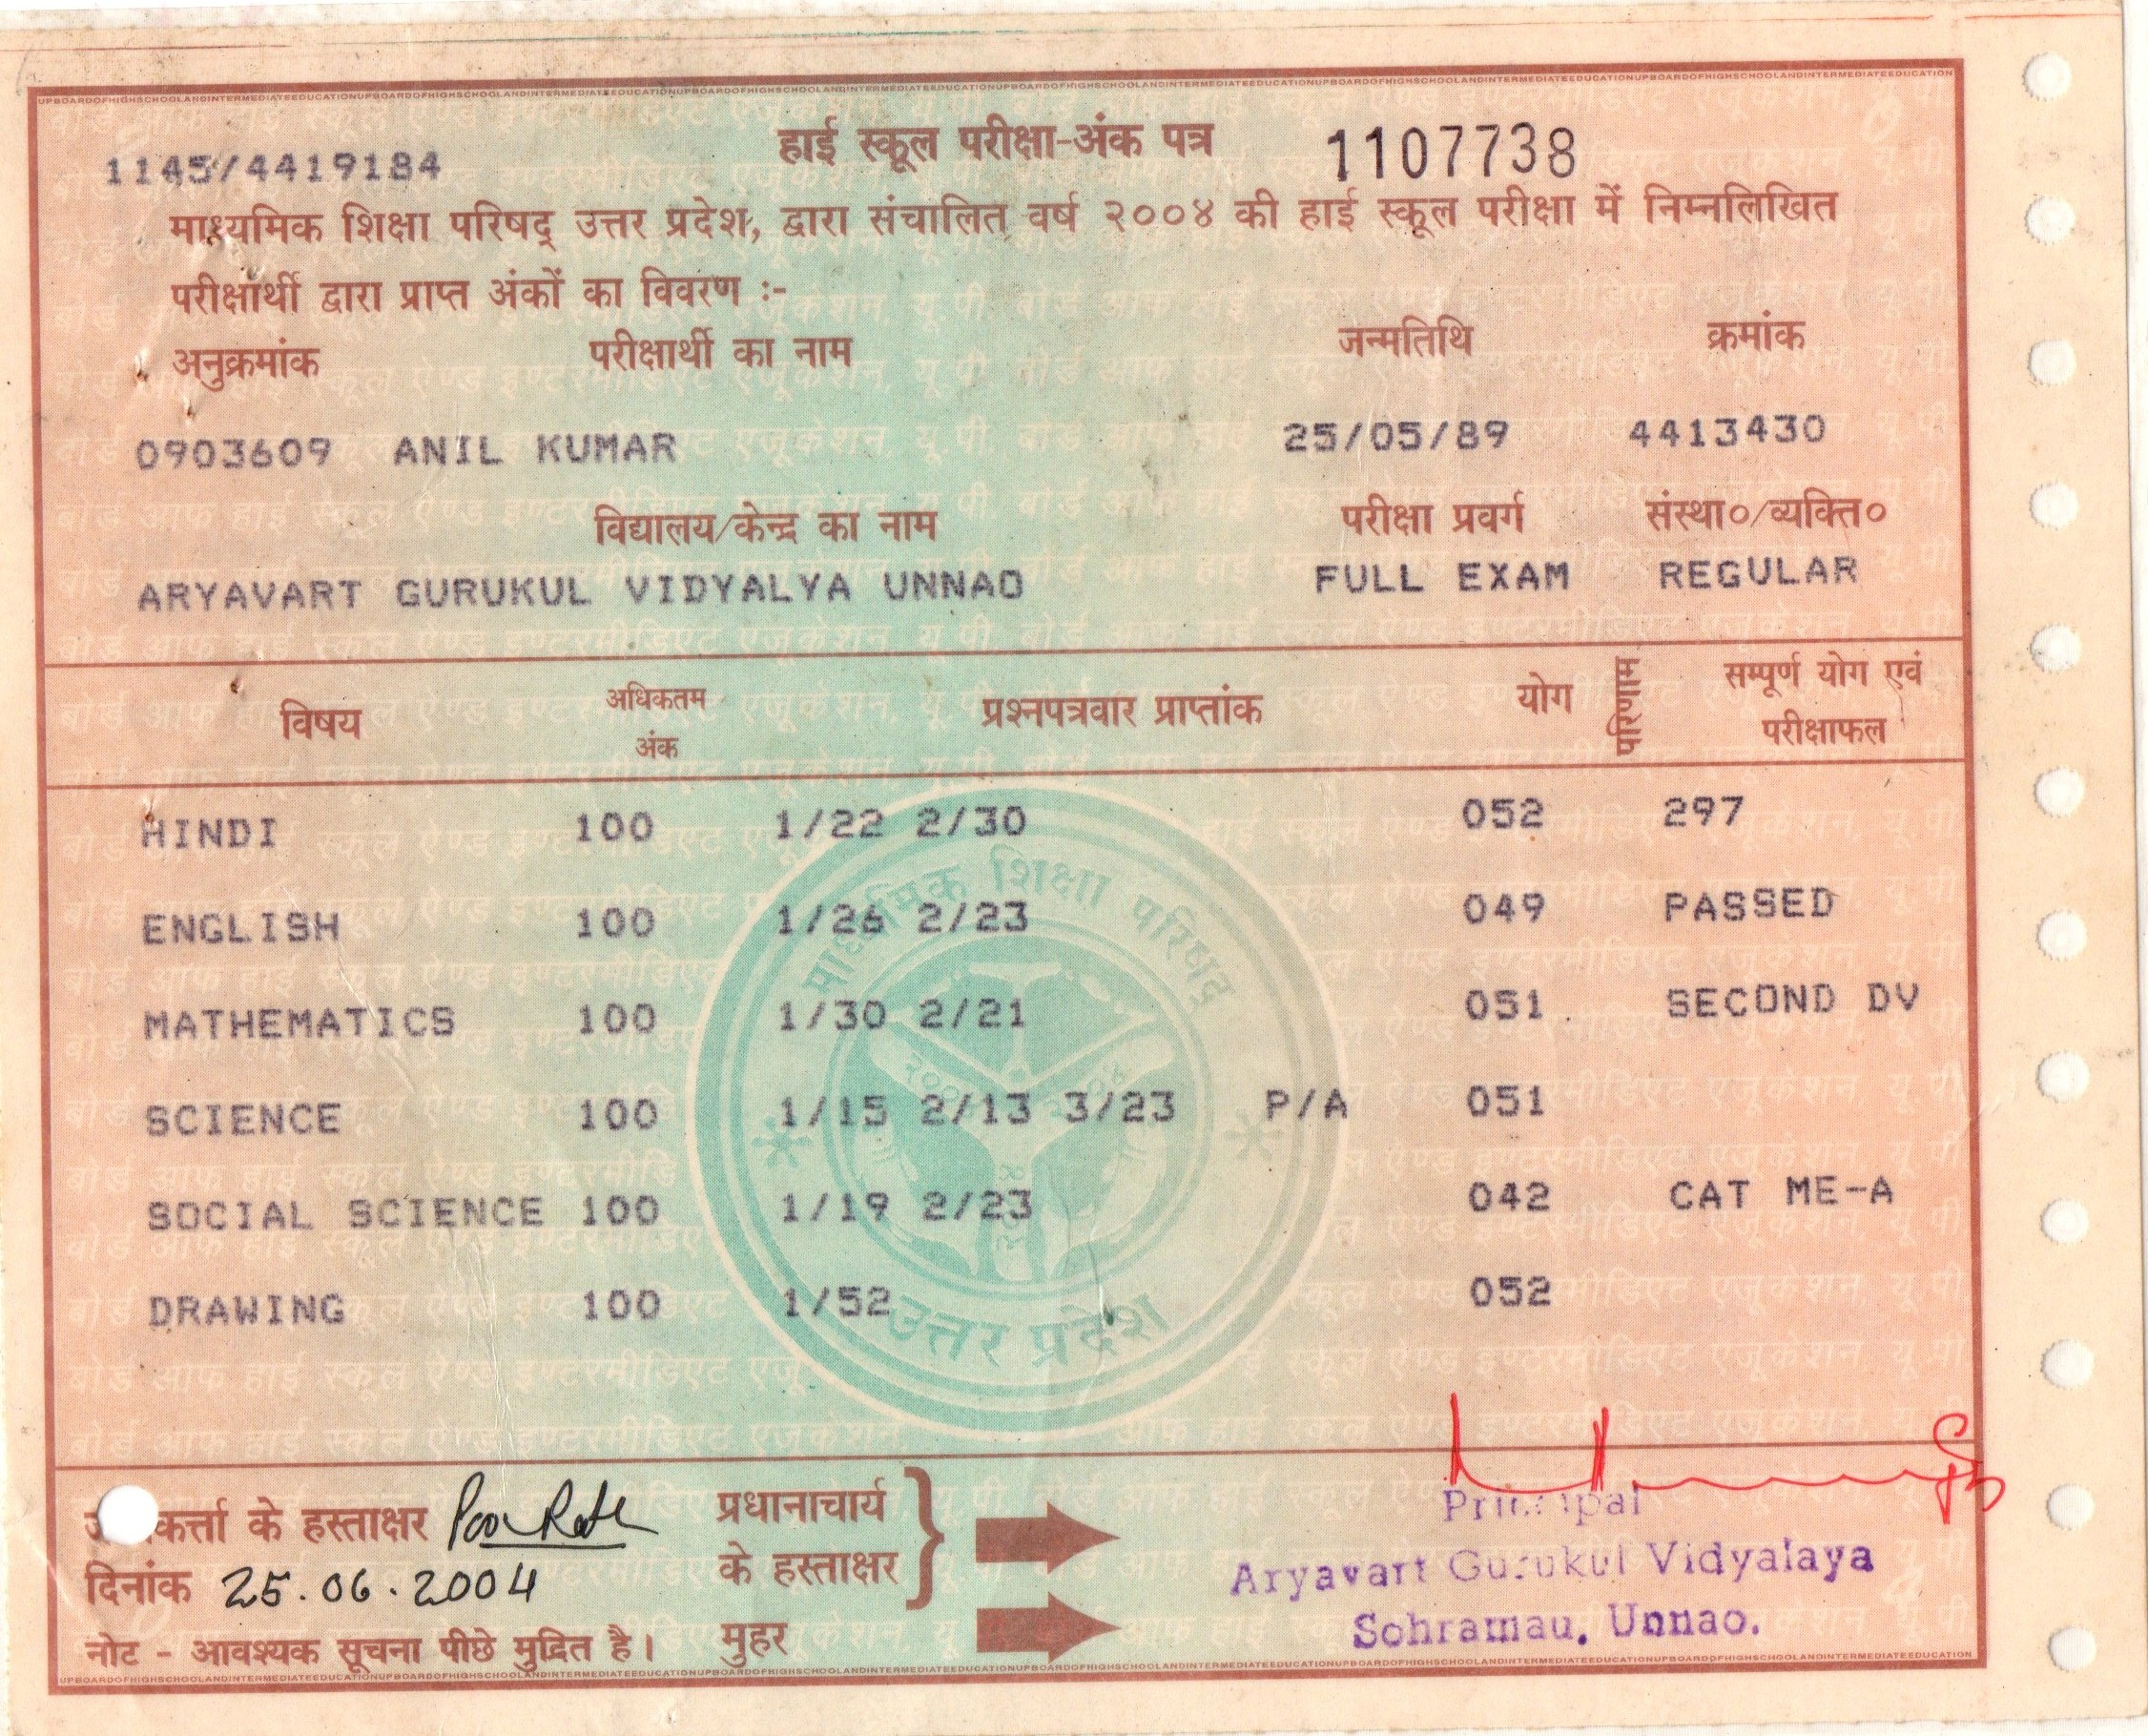 UPBOARDOFHIGHSCHOOLANDINTERMEDIATEEDUCATIONUPBOARDOFHIGHSCHOOLANDINTERMEDIATEEDUCATION
हाई स्कूल परीक्षा-अंक पत्र 1107738
1145/4419184
माध्यमिक शिक्षा परिषद् उत्तर प्रदेश, द्वारा संचालित वर्ष २००४ की हाई स्कूल परीक्षा में निम्नलिखित
परीक्षार्थी द्वारा प्राप्त अंकों का विवरण :-
अनुक्रमांक परीक्षार्थी का नाम जन्मतिथि क्रमांक
0903609 ANIL KUMAR 25/05/89 4413430
विद्यालय/केन्द्र का नाम परीक्षा प्रवर्ग संस्था०/व्यक्ति०
ARYAVART GURUKUL VIDYALYA UNNAO FULL EXAM REGULAR
विषय अधिकतम अंक प्रश्नपत्रवार प्राप्तांक योग परिणाम सम्पूर्ण योग एवं परीक्षाफल
HINDI 100 1/22 2/30 052 297
ENGLISH 100 1/26 2/23 049 PASSED
MATHEMATICS 100 1/30 2/21 051 SECOND DV
SCIENCE 100 1/15 2/13 3/23 P/A 051
SOCIAL SCIENCE 100 1/19 2/23 042 CAT ME-A
DRAWING 100 1/52 052
माध्यमिक शिक्षा परिषद्
उत्तर प्रदेश
कर्त्ता के हस्ताक्षर प्रधानाचार्य
के हस्ताक्षर
दिनांक 25.06.2004
नोट - आवश्यक सूचना पीछे मुद्रित है। मुहर
Principal
Aryavart Gurukul Vidyalaya
Sohramau, Unnao.